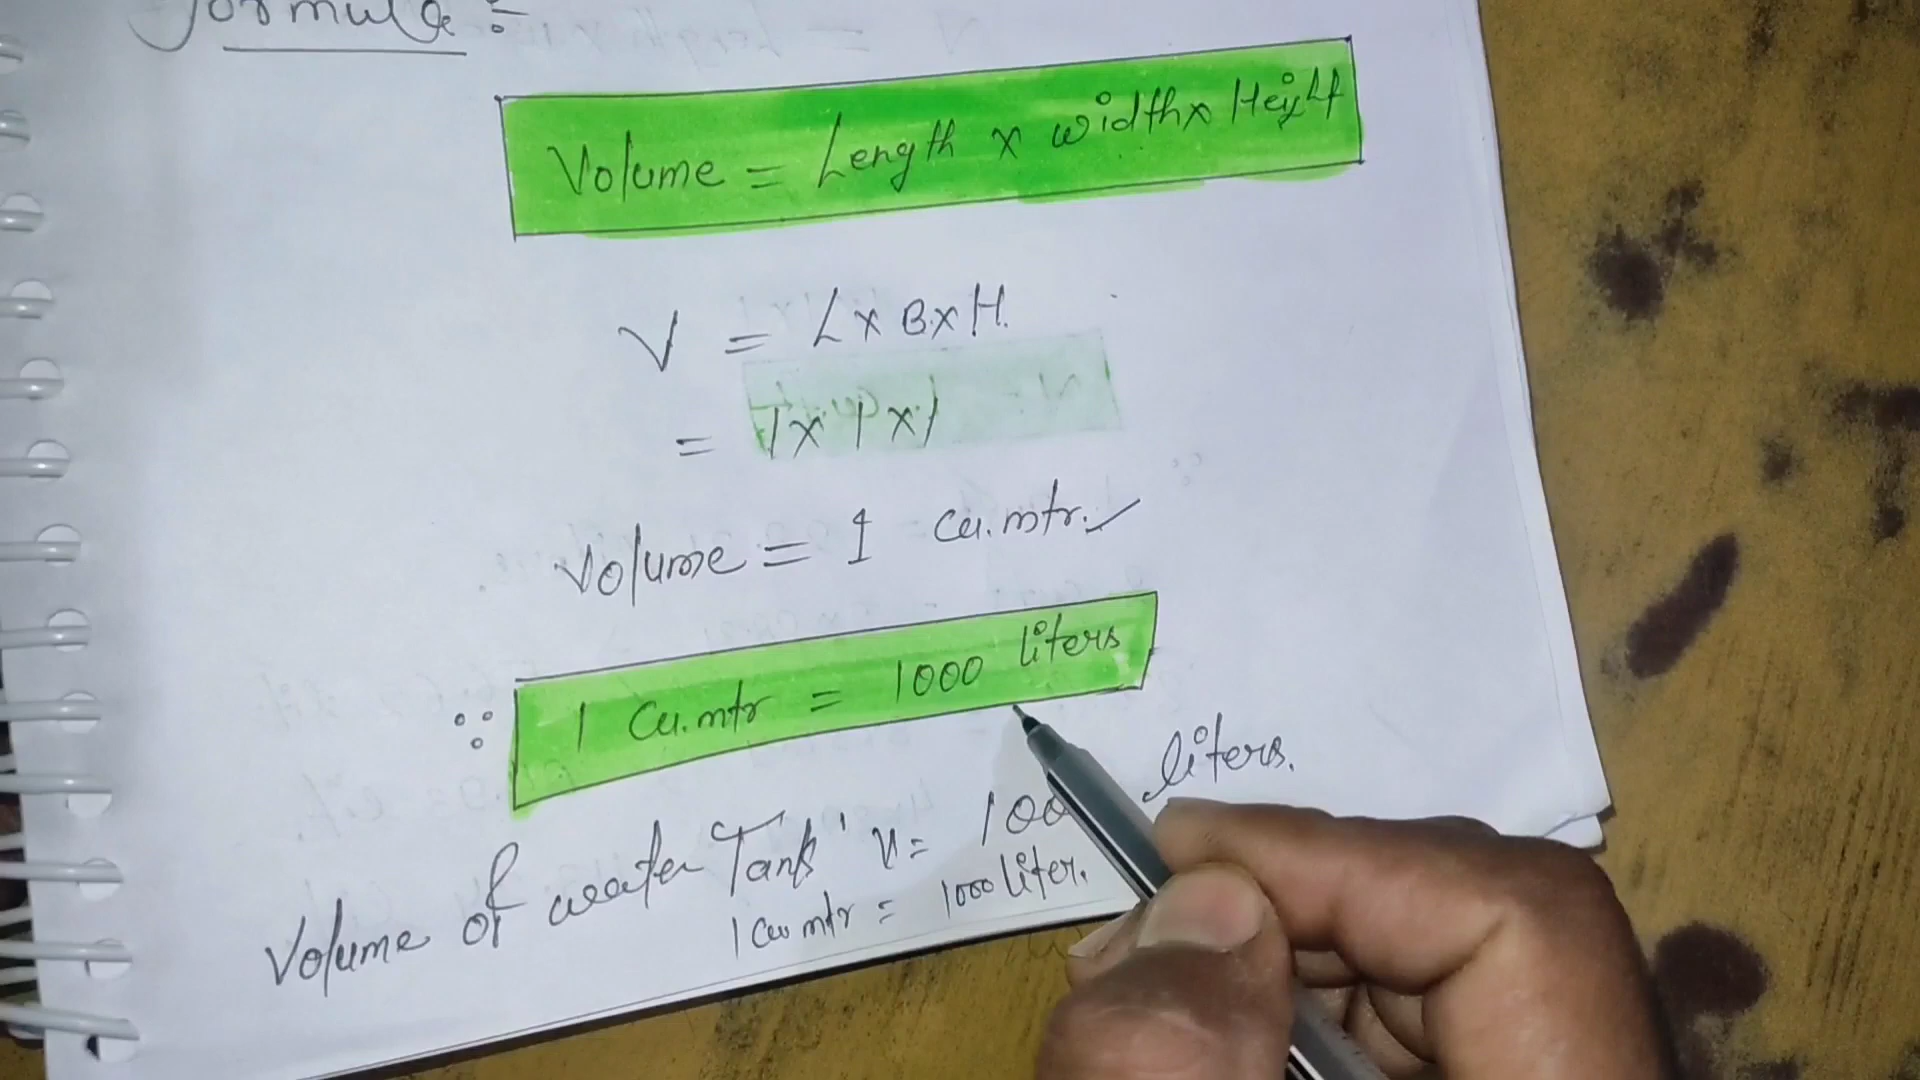 Formula :-
Volume = Length x width x Height
V = L x B x H.
= 1 x 1 x 1
Volume = 1 cu.mtr.
∵ 1 Cu.mtr = 1000 liters
Volume of water Tank' V = 100 liters.
1 Cu mtr = 1000 liter.